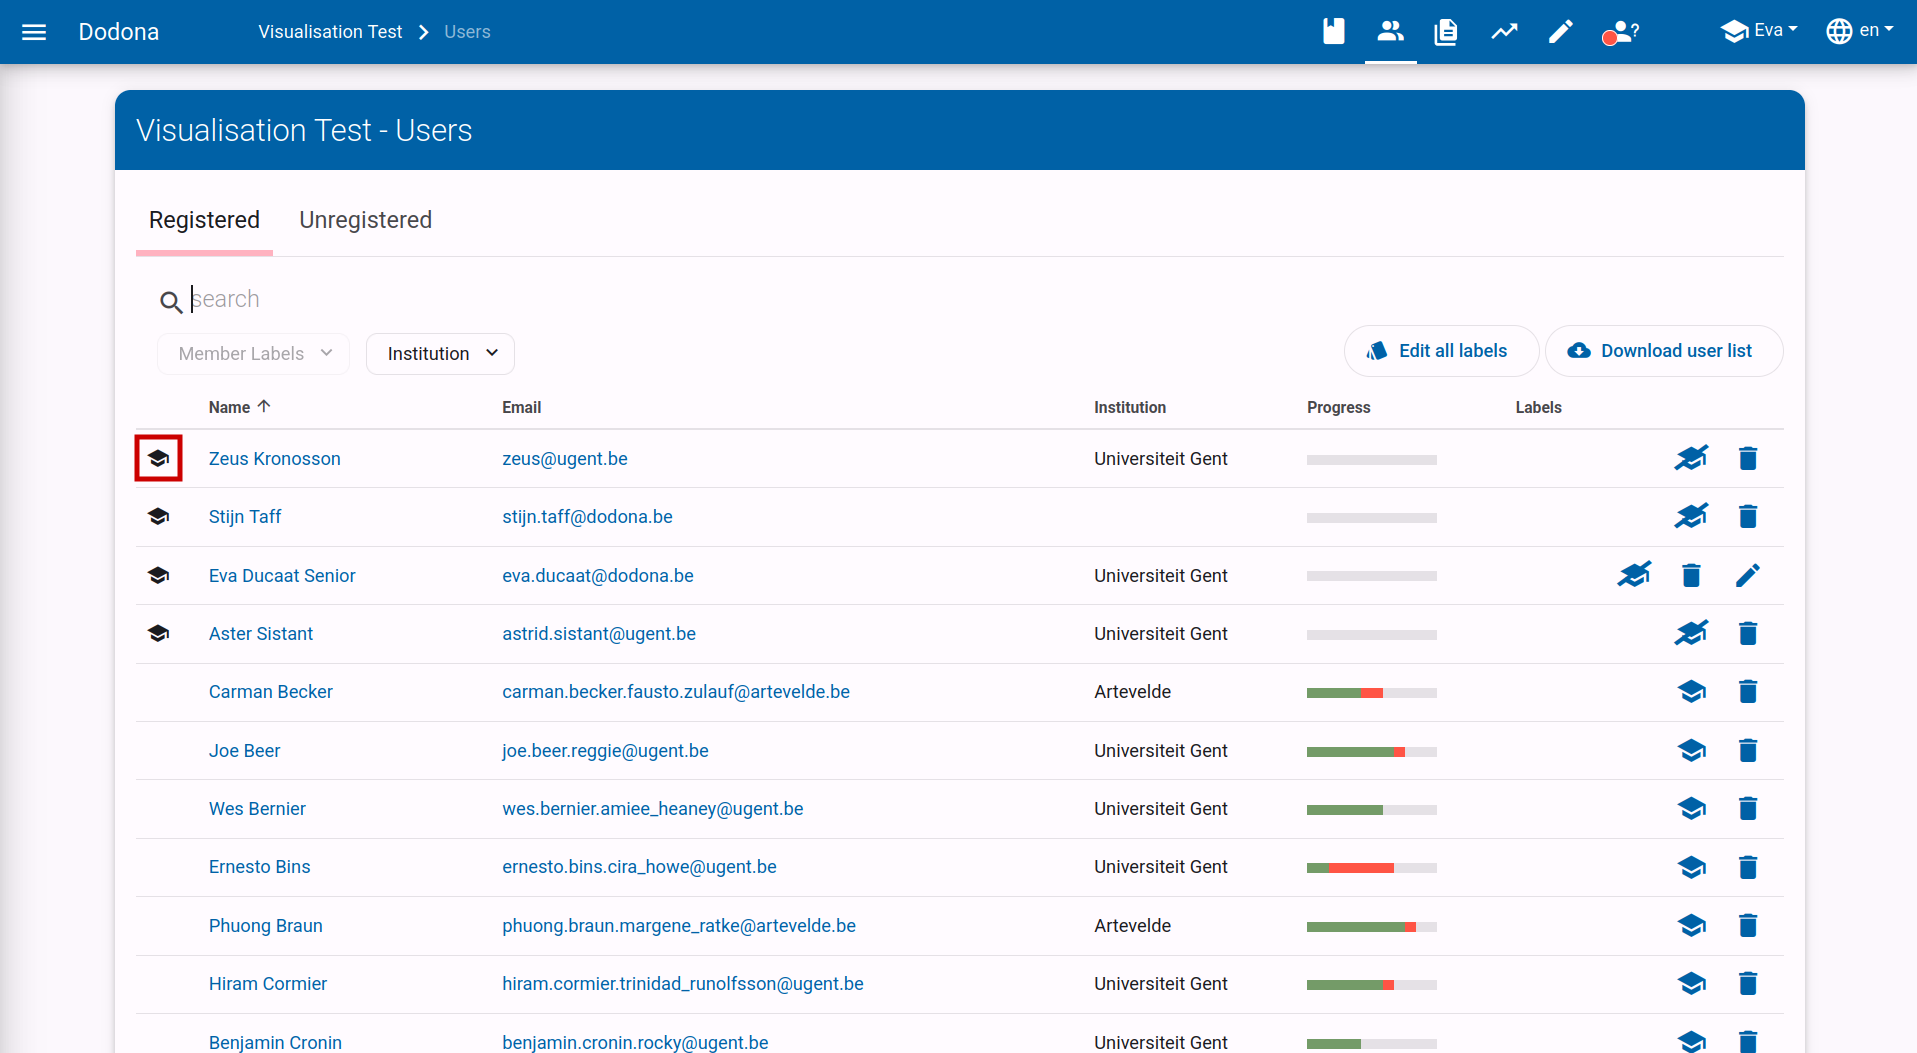 Dodona Visualisation Test Users ? Eva en
Visualisation Test - Users
Registered Unregistered
search
Member Labels Institution Edit all labels Download user list
Name Email Institution Progress Labels
Zeus Kronosson zeus@ugent.be Universiteit Gent
Stijn Taff stijn.taff@dodona.be
Eva Ducaat Senior eva.ducaat@dodona.be Universiteit Gent
Aster Sistant astrid.sistant@ugent.be Universiteit Gent
Carman Becker carman.becker.fausto.zulauf@artevelde.be Artevelde
Joe Beer joe.beer.reggie@ugent.be Universiteit Gent
Wes Bernier wes.bernier.amiee_heaney@ugent.be Universiteit Gent
Ernesto Bins ernesto.bins.cira_howe@ugent.be Universiteit Gent
Phuong Braun phuong.braun.margene_ratke@artevelde.be Artevelde
Hiram Cormier hiram.cormier.trinidad_runolfsson@ugent.be Universiteit Gent
Benjamin Cronin benjamin.cronin.rocky@ugent.be Universiteit Gent